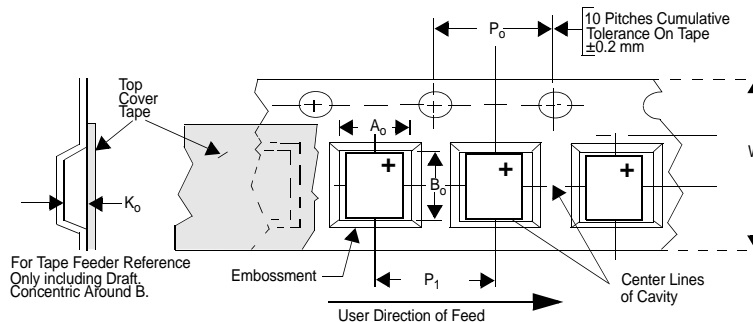 10 Pitches Cumulative
Tolerance On Tape
±0.2 mm
Po
Top
Cover
Tape
Ao
W
+
+
+
Bo
Ko
For Tape Feeder Reference
Only including Draft.
Concentric Around B.
Embossment
P1
Center Lines
of Cavity
User Direction of Feed